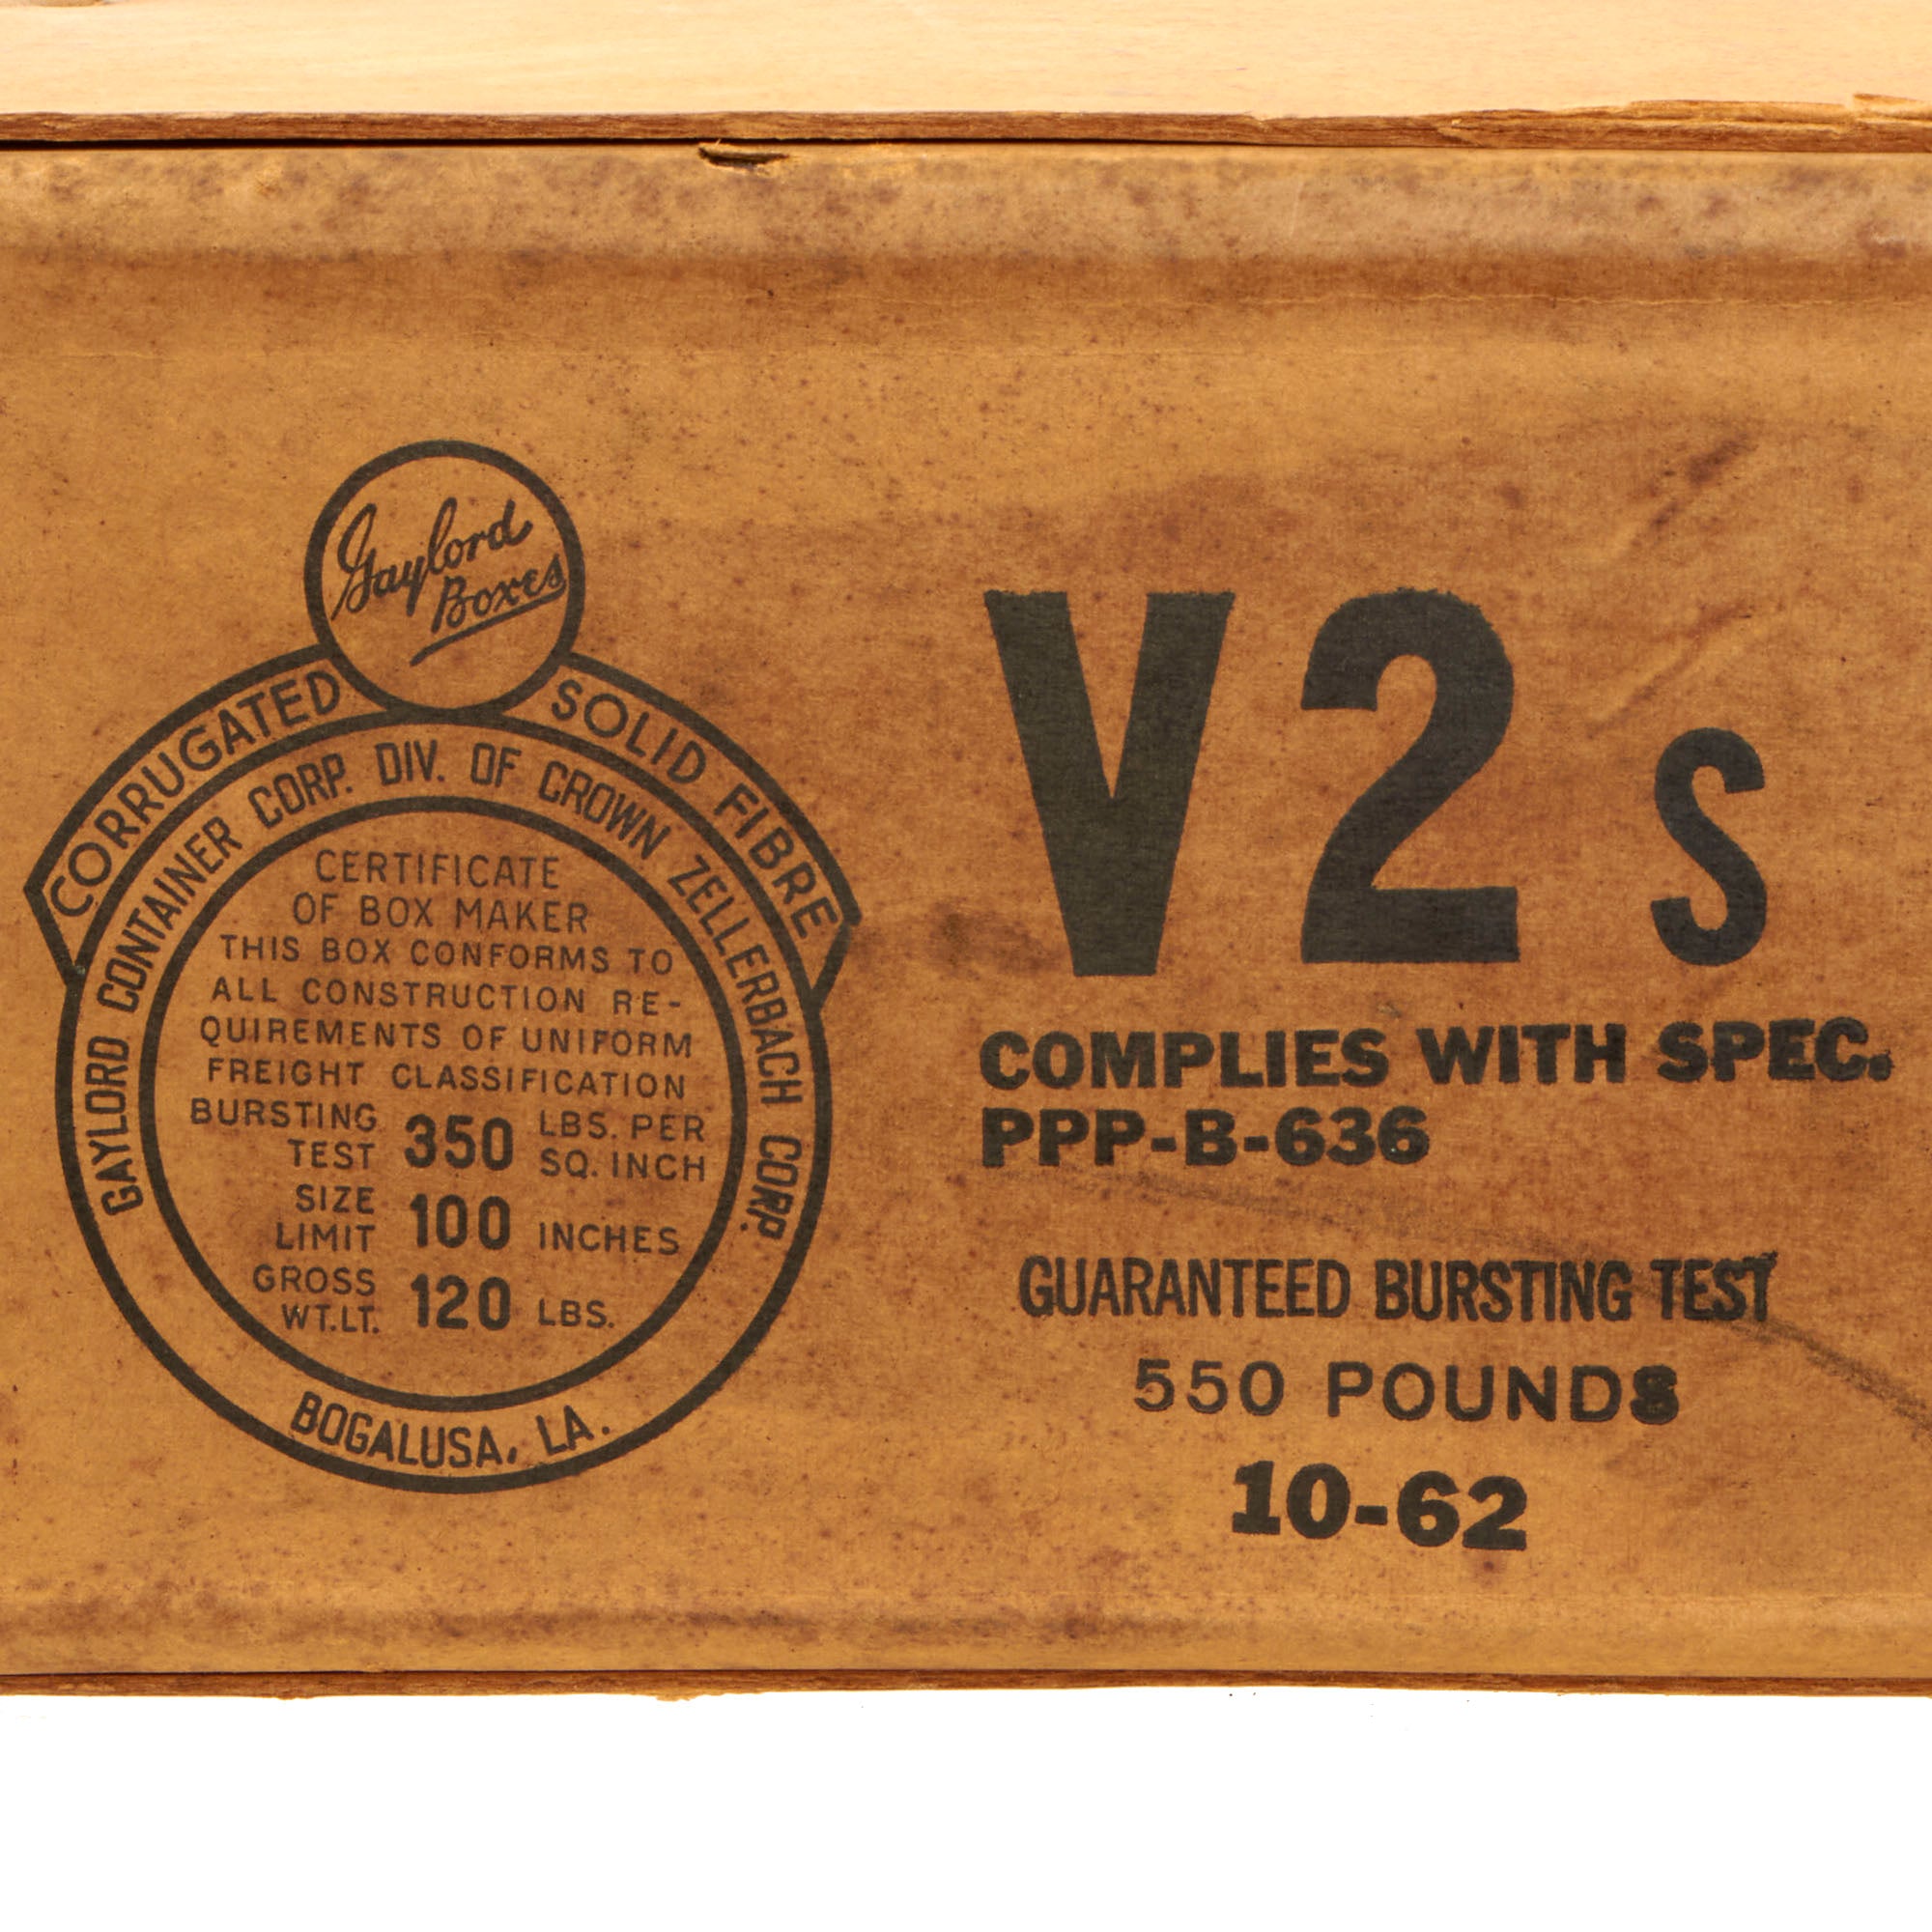 Gaylord
Boxes
CORRUGATED SOLID FIBRE
GAYLORD CONTAINER CORP. DIV. OF CROWN ZELLERBACH CORP.
CERTIFICATE
OF BOX MAKER
THIS BOX CONFORMS TO
ALL CONSTRUCTION RE-
QUIREMENTS OF UNIFORM
FREIGHT CLASSIFICATION
BURSTING TEST 350 LBS. PER SQ. INCH
SIZE LIMIT 100 INCHES
GROSS WT.LT. 120 LBS.
BOGALUSA, LA.
V2s
COMPLIES WITH SPEC.
PPP-B-636
GUARANTEED BURSTING TEST
550 POUNDS
10-62